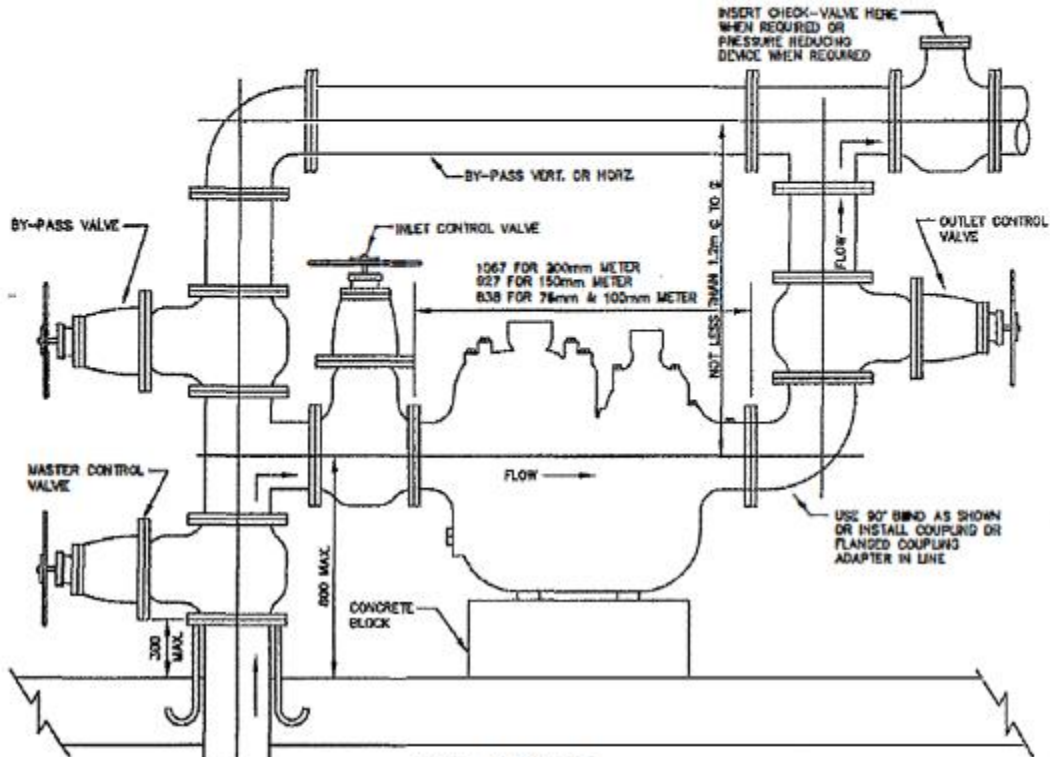 INSERT CHECK-VALVE HERE
WHEN REQUIRED OR
PRESSURE REDUCING
DEVICE WHEN REQUIRED
BY-PASS VERT. OR HORZ.
BY-PASS VALVE
INLET CONTROL VALVE
OUTLET CONTROL
VALVE
FLOW
1067 FOR 200mm METER
927 FOR 150mm METER
838 FOR 75mm & 100mm METER
NOT LESS THAN 1.2m ℄ TO ℄
MASTER CONTROL
VALVE
FLOW
USE 90° BEND AS SHOWN
OR INSTALL COUPLING OR
FLANGED COUPLING
ADAPTER IN LINE
800 MAX.
CONCRETE
BLOCK
300
MAX.